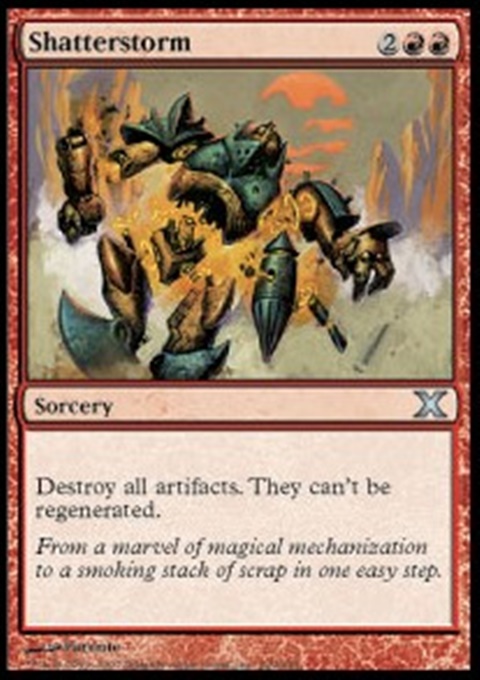 Shatterstorm 2
Sorcery
Destroy all artifacts. They can't be
regenerated.
From a marvel of magical mechanization
to a smoking stack of scrap in one easy step.